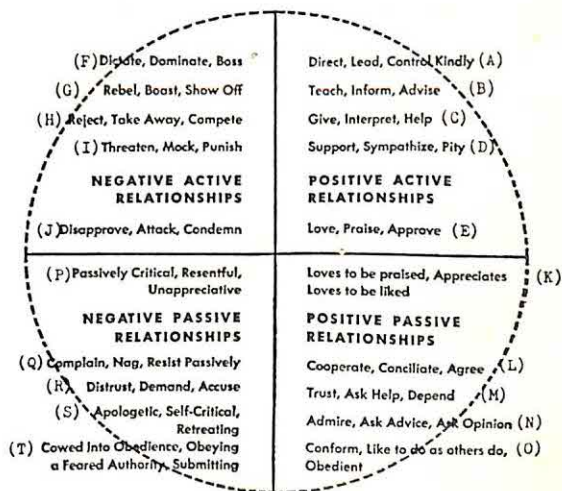 (F) Dictate, Dominate, Boss
(G) Rebel, Boast, Show Off
(H) Reject, Take Away, Compete
(I) Threaten, Mock, Punish
NEGATIVE ACTIVE
RELATIONSHIPS
(J) Disapprove, Attack, Condemn
Direct, Lead, Control Kindly (A)
Teach, Inform, Advise (B)
Give, Interpret, Help (C)
Support, Sympathize, Pity (D)
POSITIVE ACTIVE
RELATIONSHIPS
Love, Praise, Approve (E)
(P) Passively Critical, Resentful,
Unappreciative
NEGATIVE PASSIVE
RELATIONSHIPS
(Q) Complain, Nag, Resist Passively
(R) Distrust, Demand, Accuse
(S) Apologetic, Self-Critical,
Retreating
(T) Cowed Into Obedience, Obeying
a Feared Authority, Submitting
Loves to be praised, Appreciates (K)
Loves to be liked
POSITIVE PASSIVE
RELATIONSHIPS
Cooperate, Conciliate, Agree (L)
Trust, Ask Help, Depend (M)
Admire, Ask Advice, Ask Opinion (N)
Conform, Like to do as others do, (O)
Obedient